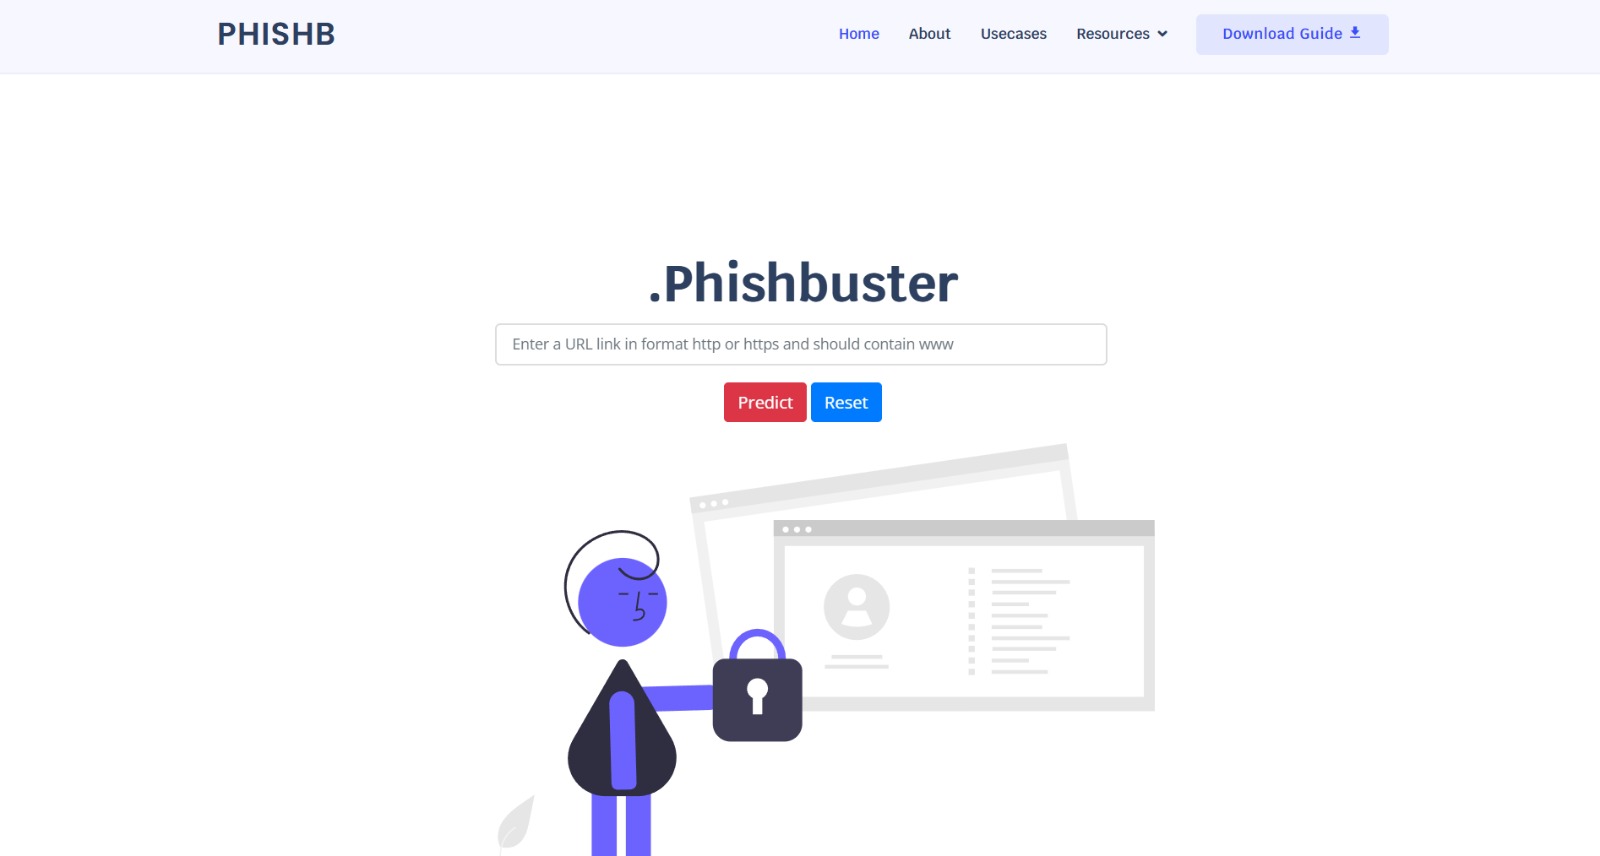 PHISHB
Home About Usecases Resources Download Guide
.Phishbuster
Enter a URL link in format http or https and should contain www
Predict Reset